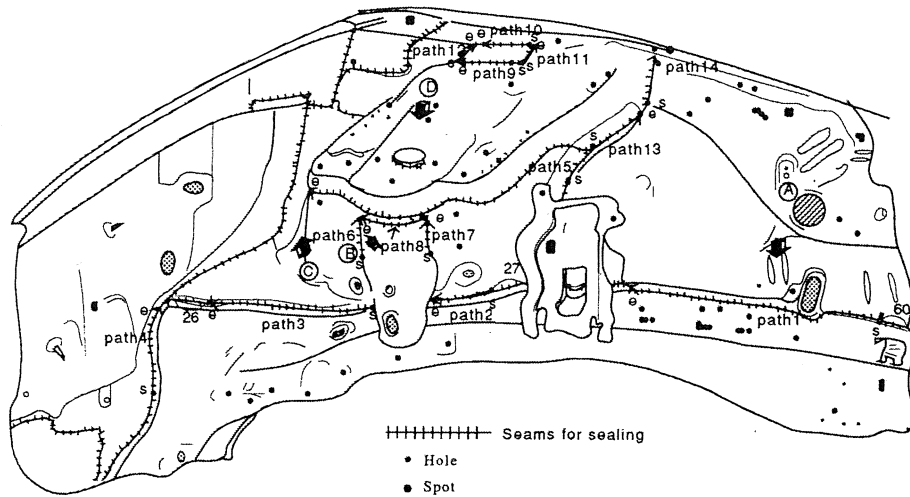 e e path10
path12 e
e path9 s s path11
path14
D
s e
s path13
path5
s
e
A
path6 e path8 e path7
B s s
C
27
e 26 e path3 s e path2 s e path1 60
path4 s
s
Seams for sealing
Hole
Spot